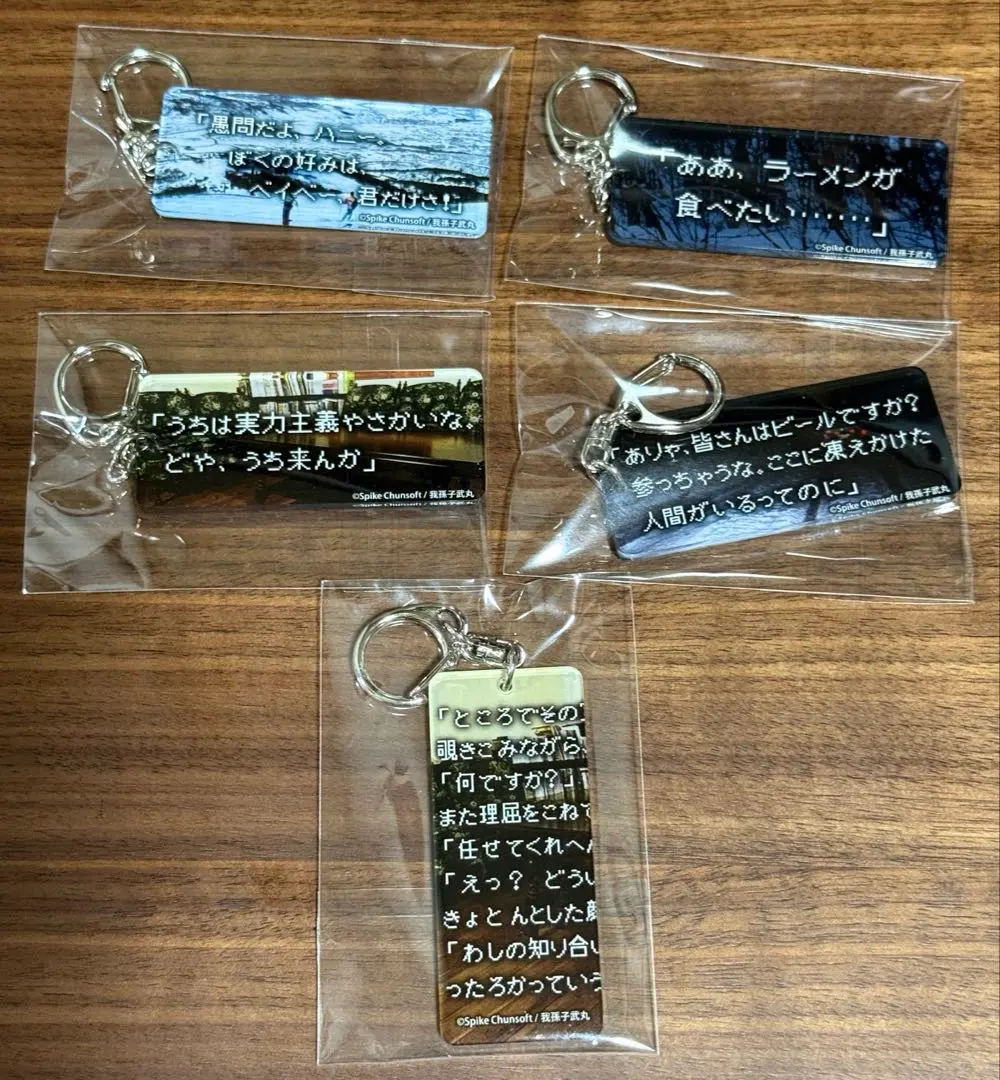 「愚問だよ、ハニー。
ぼくの好みは、
ベイベー、君だけさ!」
©Spike Chunsoft / 我孫子武丸
「ああ、ラーメンが
食べたい……」
©Spike Chunsoft / 我孫子武丸
「うちは実力主義やさかいな。
どや、うち来んか」
©Spike Chunsoft / 我孫子武丸
「ありゃ、皆さんはビールですか?
参っちゃうな。ここに凍えかけた
人間がいるってのに」
©Spike Chunsoft / 我孫子武丸
「ところでその
覗きこみながら、
「何ですか?」
また理屈をこねて
「任せてくれへん
「えっ? どうい
きょとんとした顔
「わしの知り合い
ったろかっていう
©Spike Chunsoft / 我孫子武丸